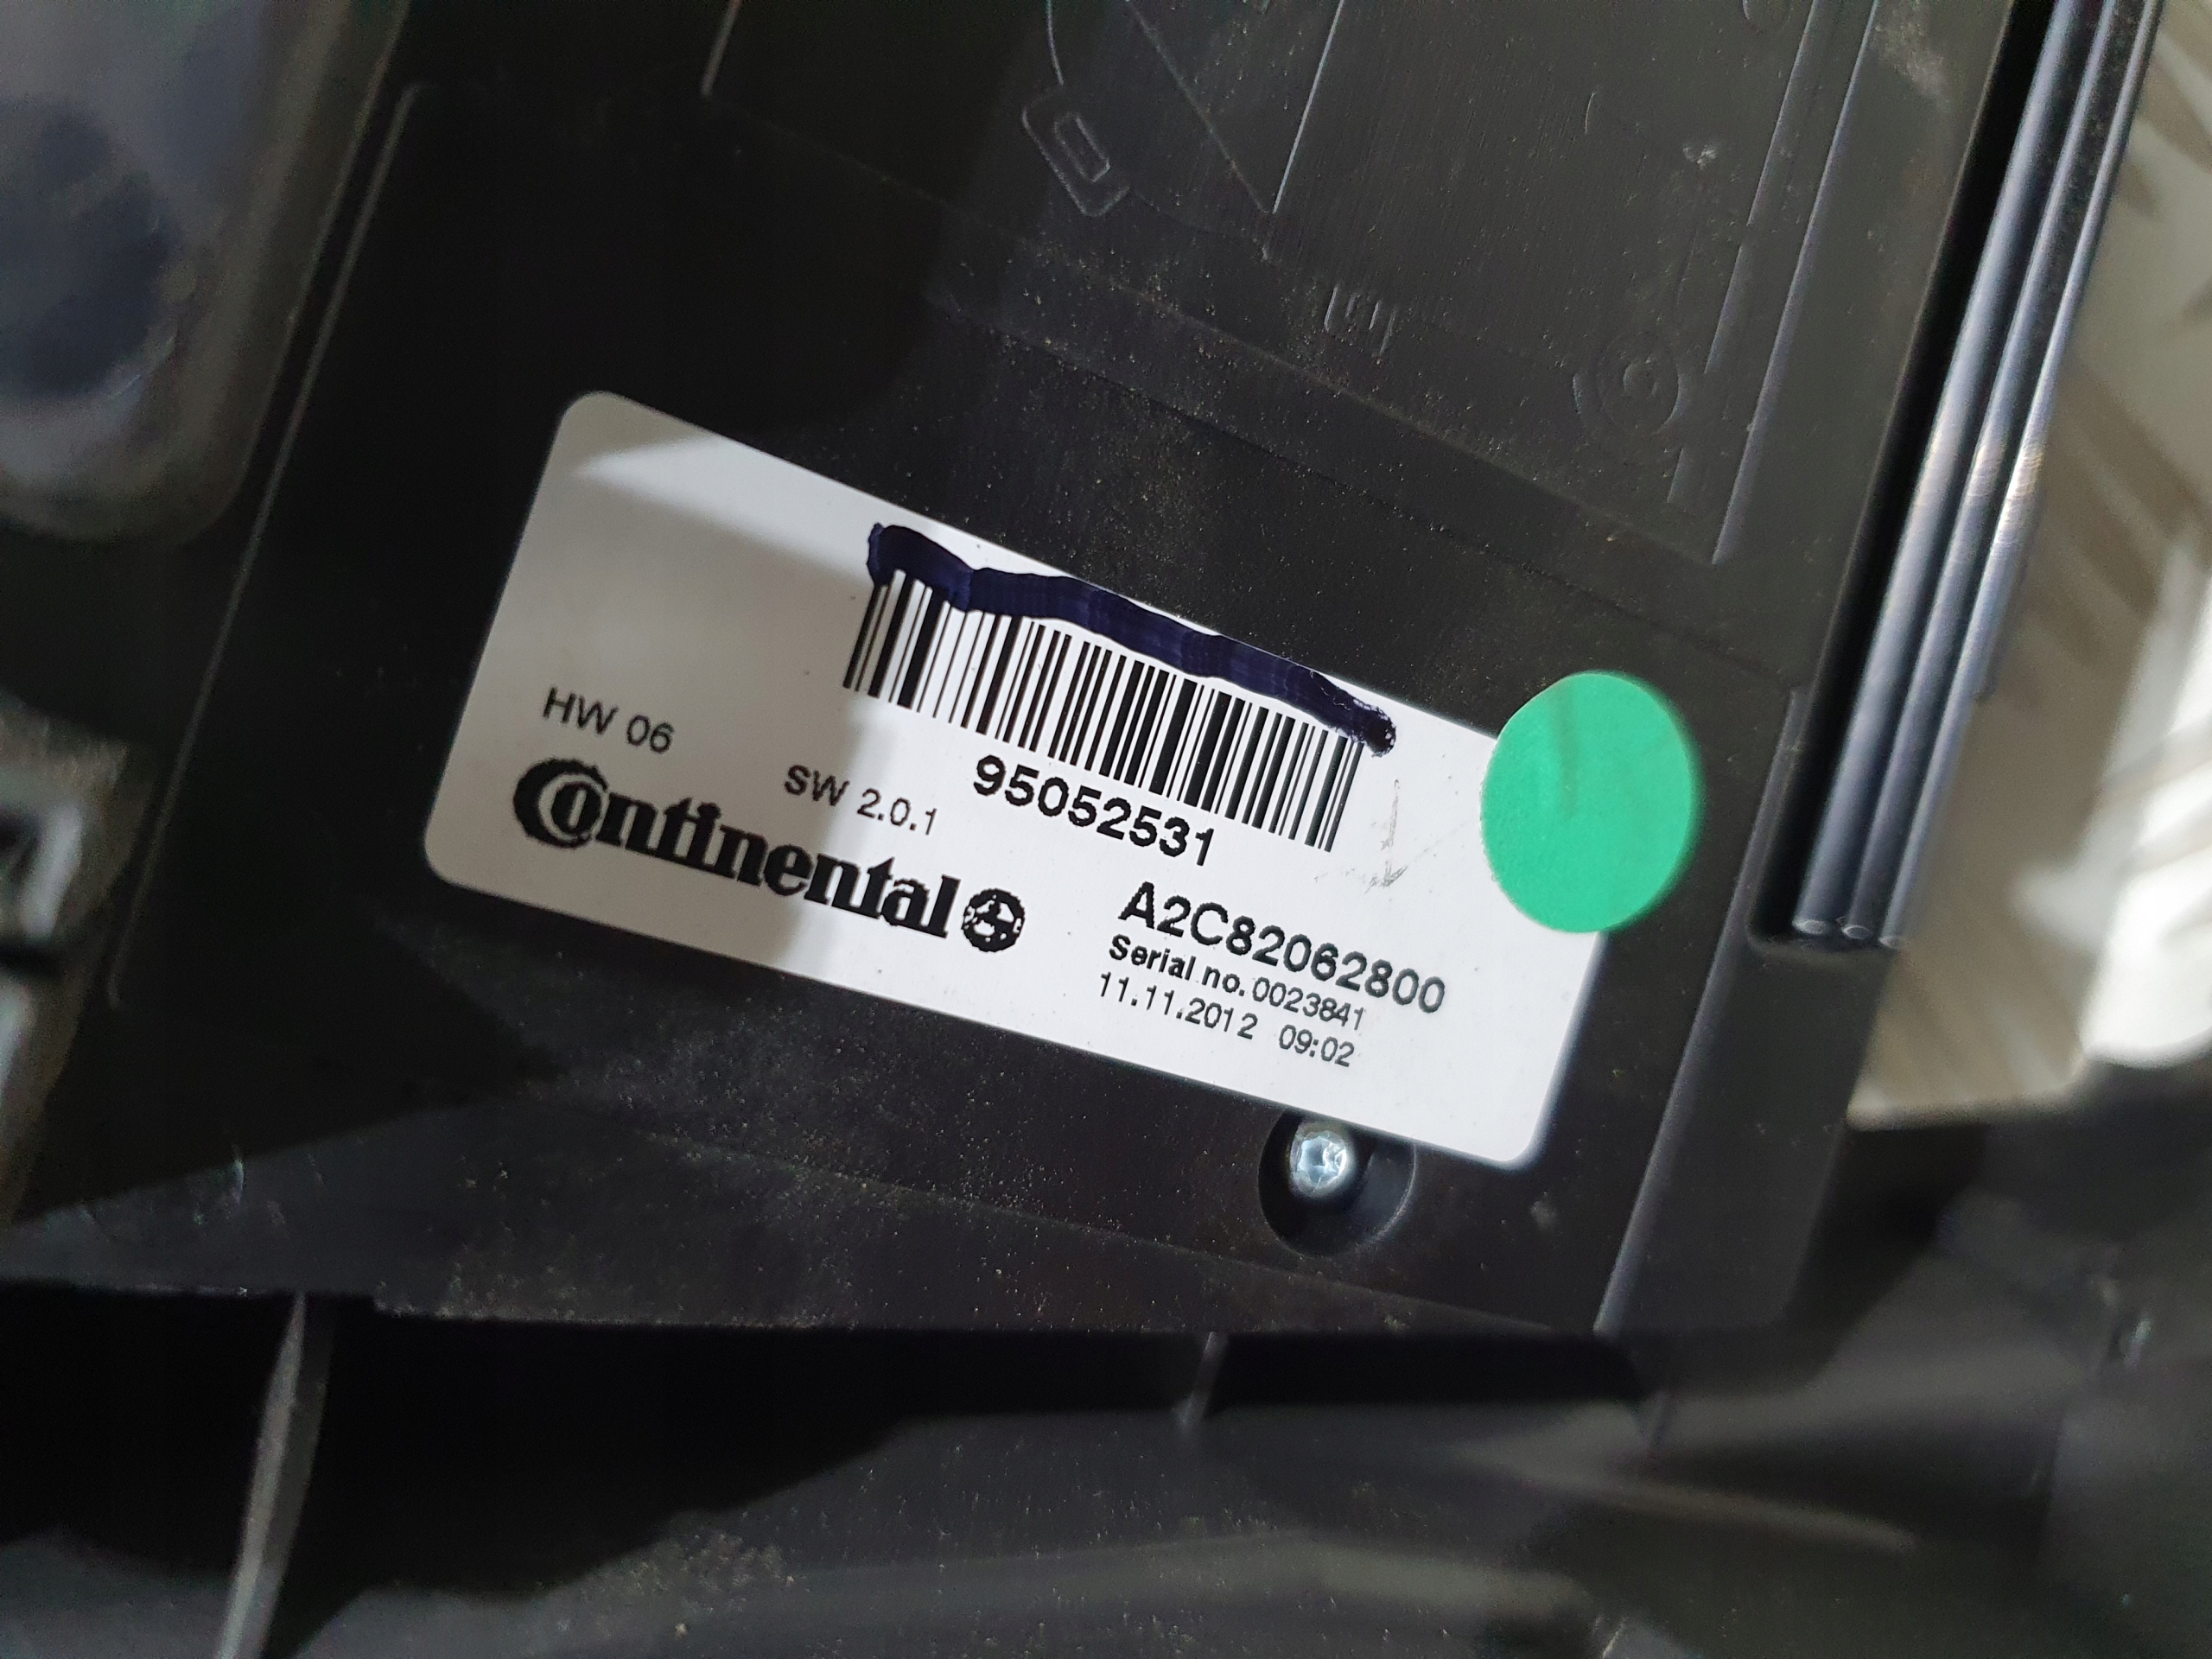 95052531
HW 06
SW 2.0.1
Continental
A2C82062800
Serial no. 0023841
11.11.2012 09:02